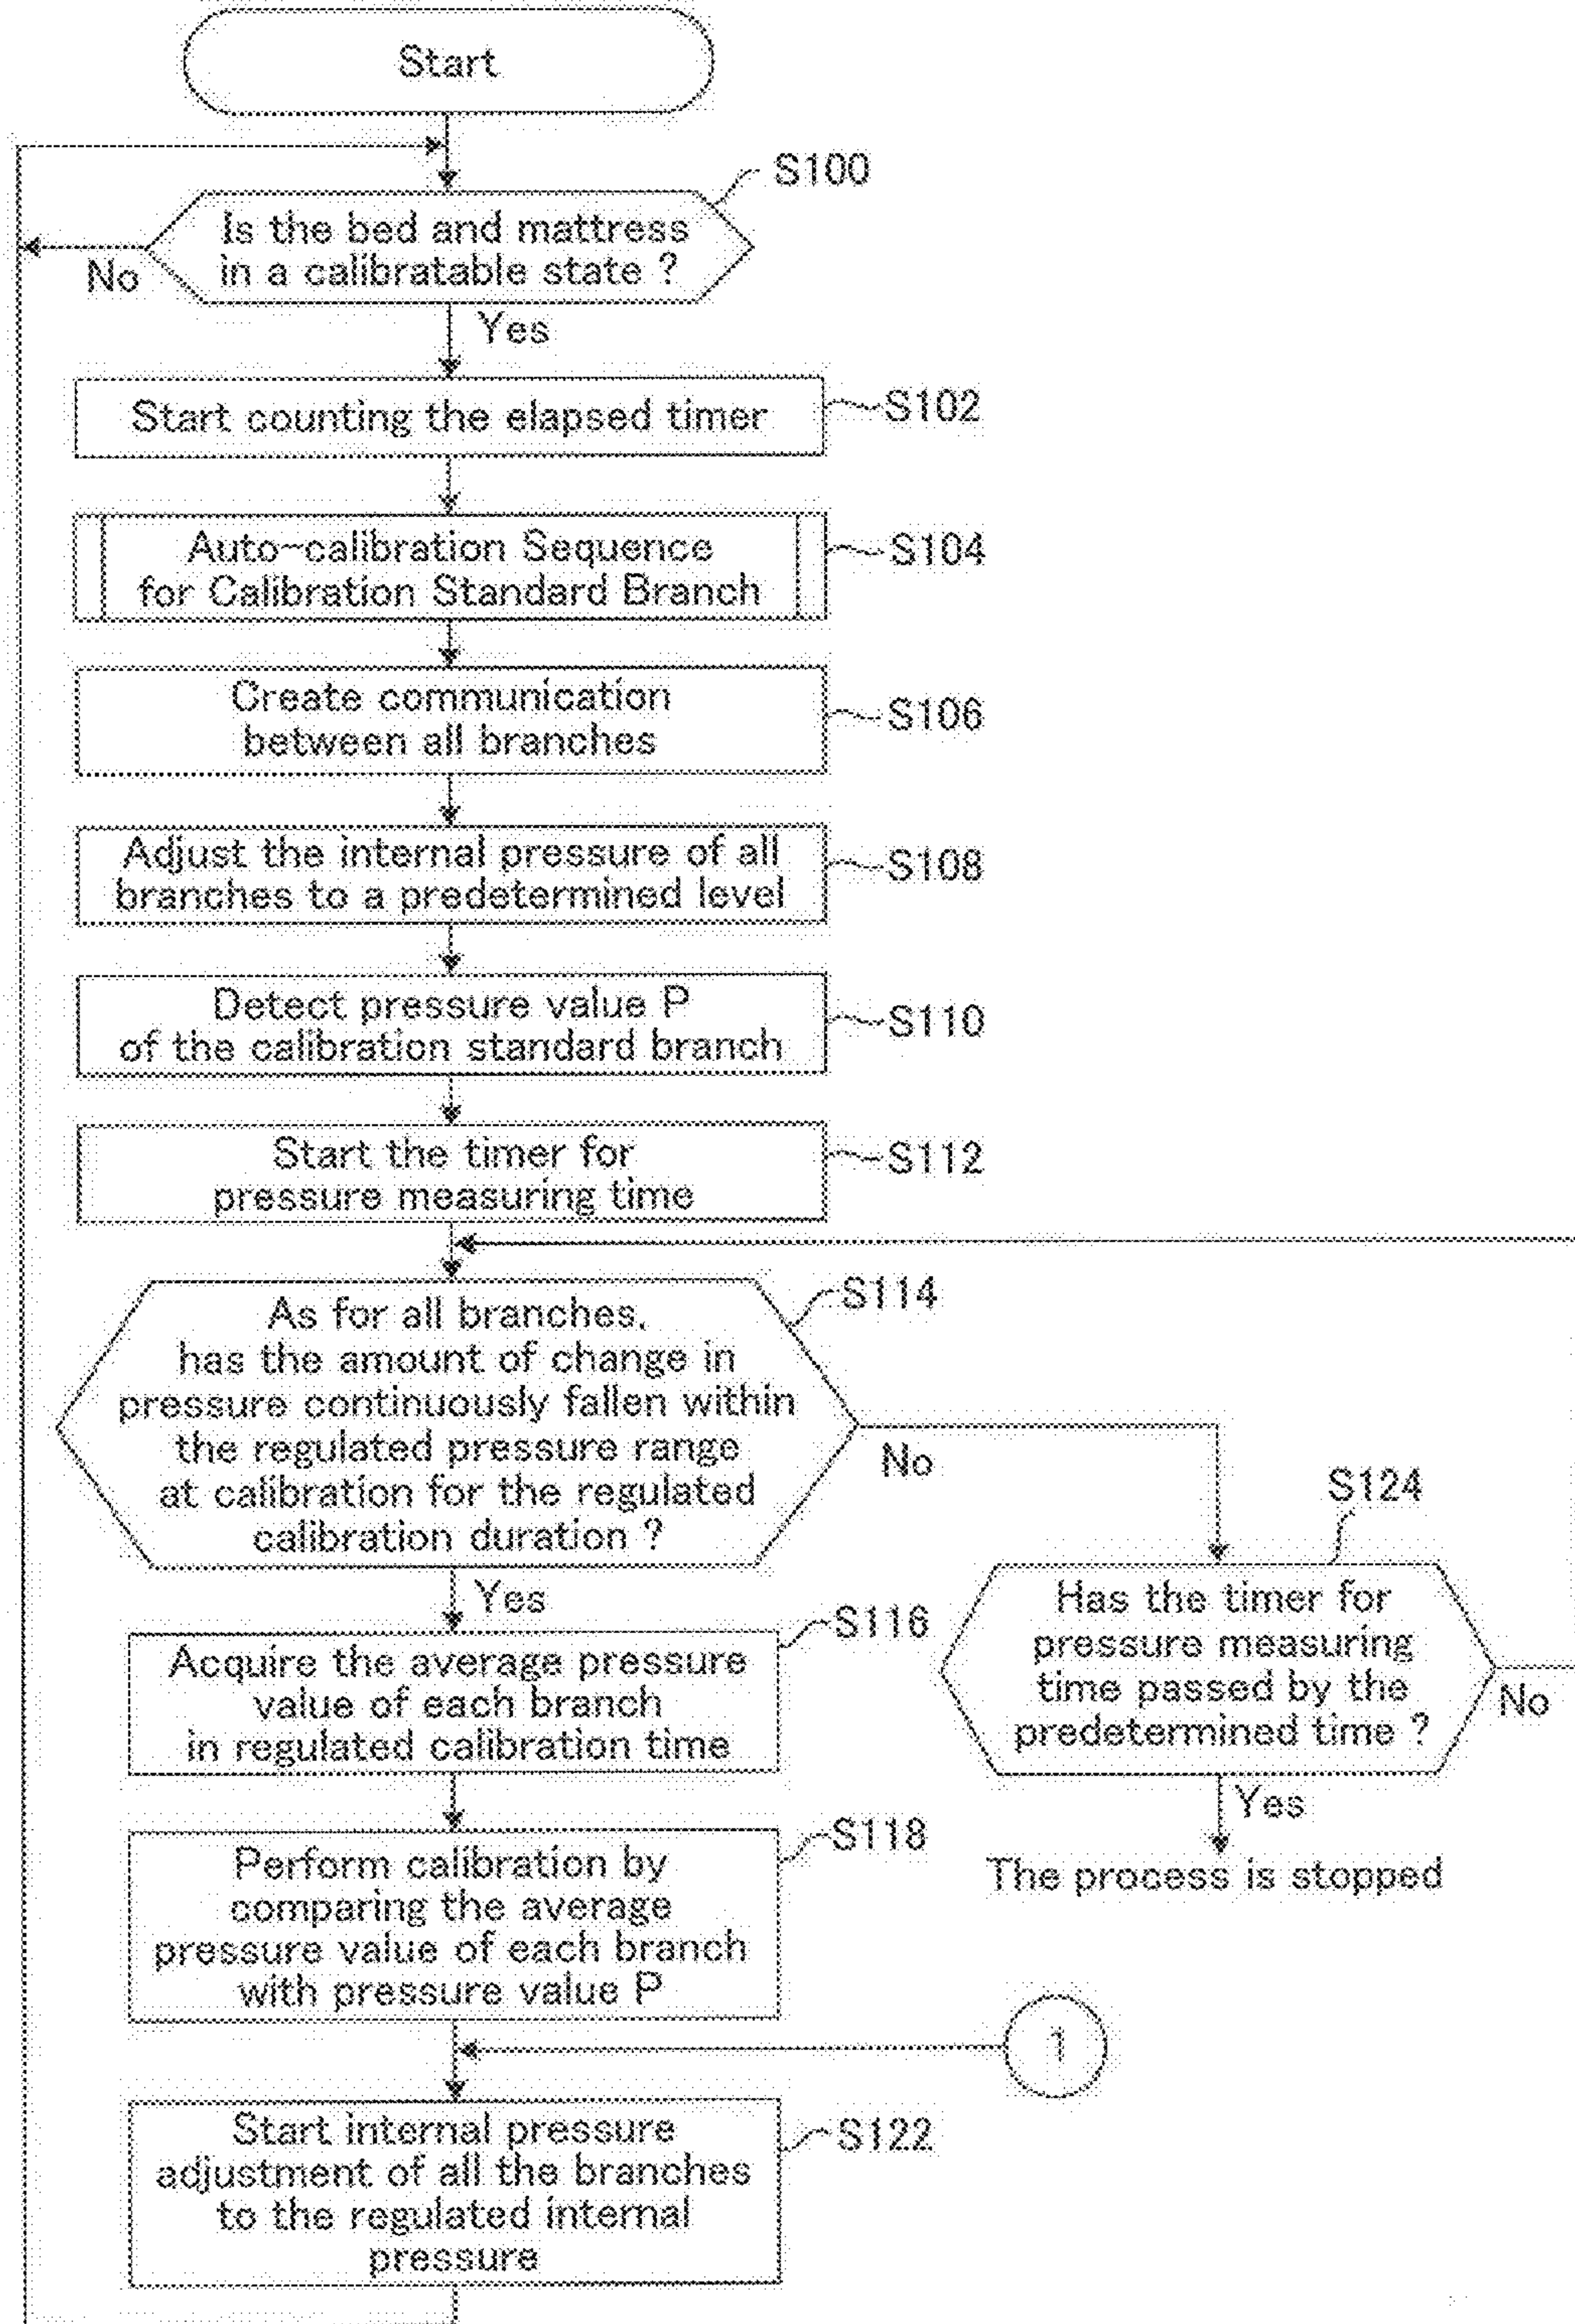 Start
S100
Is the bed and mattress
in a calibratable state ?
No
Yes
Start counting the elapsed timer
S102
Auto-calibration Sequence
for Calibration Standard Branch
S104
Create communication
between all branches
S106
Adjust the internal pressure of all
branches to a predetermined level
S108
Detect pressure value P
of the calibration standard branch
S110
Start the timer for
pressure measuring time
S112
S114
As for all branches,
has the amount of change in
pressure continuously fallen within
the regulated pressure range
at calibration for the regulated
calibration duration ?
No
Yes
S124
Has the timer for
pressure measuring
time passed by the
predetermined time ?
No
Yes
The process is stopped
S116
Acquire the average pressure
value of each branch
in regulated calibration time
S118
Perform calibration by
comparing the average
pressure value of each branch
with pressure value P
1
S122
Start internal pressure
adjustment of all the branches
to the regulated internal
pressure